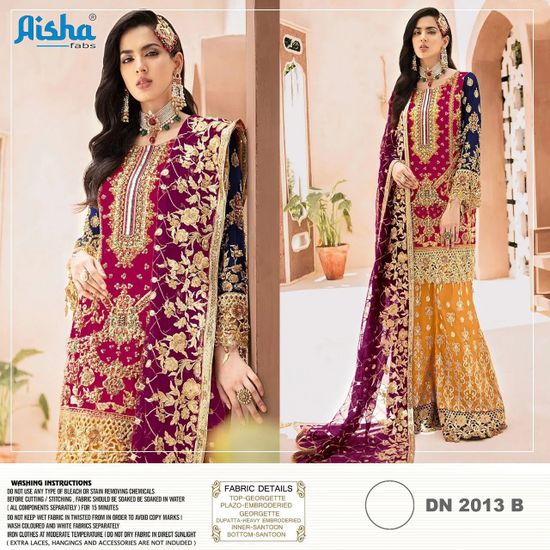 Aisha®
fabs
WASHING INSTRUCTIONS
DO NOT USE ANY TYPE OF BLEACH OR STAIN REMOVING CHEMICALS
BEFORE CUTTING / STITCHING , FABRIC SHOULD BE SOAKED BE SOAKED IN WATER
( ALL COMPONENTS SEPARATELY ) FOR 15 MINUTES
DO NOT KEEP WET FABRIC IN TWISTED FROM IN ORDER TO AVOID COPY MARKS !
WASH COLOURED AND WHITE FABRICS SEPARATELY
IRON CLOTHES AT MODERATE TEMPERATURE ( DO NOT DRY FABRIC IN DIRECT SUNLIGHT
( EXTRA LACES, HANGINGS AND ACCESSORIES ARE NOT INCLUDED )
FABRIC DETAILS
TOP-GEORGETTE
PLAZO-EMBRODERIED
GEORGETTE
DUPATTA-HEAVY EMBRODERIED
INNER-SANTOON
BOTTOM-SANTOON
DN 2013 B